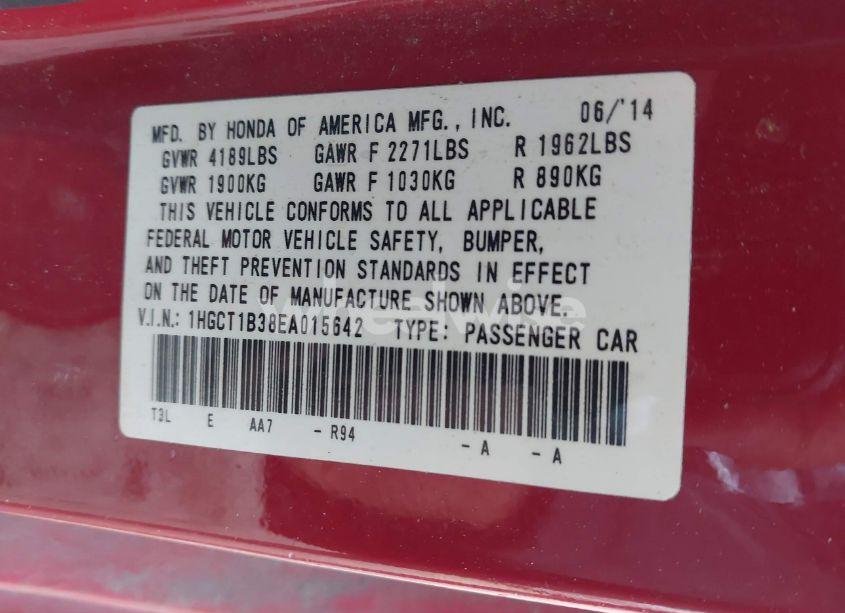 MFD. BY HONDA OF AMERICA MFG., INC. 06/'14
GVWR 4189LBS GAWR F 2271LBS R 1962LBS
GVWR 1900KG GAWR F 1030KG R 890KG
THIS VEHICLE CONFORMS TO ALL APPLICABLE
FEDERAL MOTOR VEHICLE SAFETY, BUMPER,
AND THEFT PREVENTION STANDARDS IN EFFECT
ON THE DATE OF MANUFACTURE SHOWN ABOVE.
wheelwise
V.I.N.: 1HGCT1B38EA015642 TYPE: PASSENGER CAR
T3L E AA7 - R94 - A - A